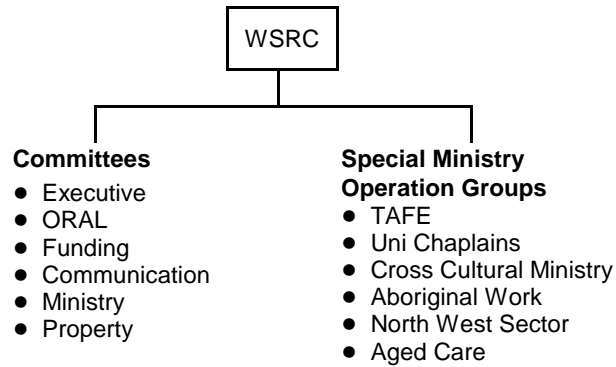 WSRC
Committees
● Executive
● ORAL
● Funding
● Communication
● Ministry
● Property
Special Ministry
Operation Groups
● TAFE
● Uni Chaplains
● Cross Cultural Ministry
● Aboriginal Work
● North West Sector
● Aged Care